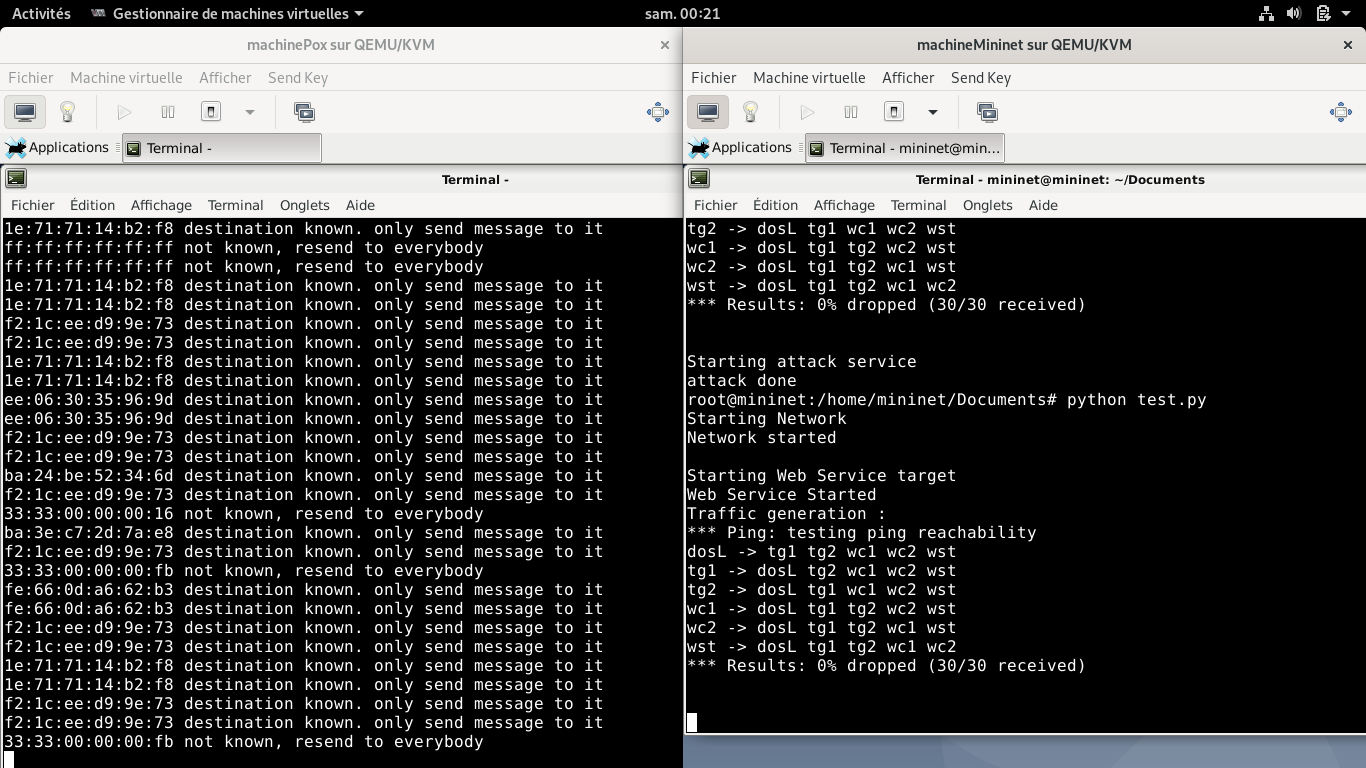 Activités Gestionnaire de machines virtuelles sam. 00:21
machinePox sur QEMU/KVM
Fichier Machine virtuelle Afficher Send Key
Applications Terminal -
Terminal -
Fichier Édition Affichage Terminal Onglets Aide
1e:71:71:14:b2:f8 destination known. only send message to it
ff:ff:ff:ff:ff:ff not known, resend to everybody
ff:ff:ff:ff:ff:ff not known, resend to everybody
1e:71:71:14:b2:f8 destination known. only send message to it
1e:71:71:14:b2:f8 destination known. only send message to it
f2:1c:ee:d9:9e:73 destination known. only send message to it
f2:1c:ee:d9:9e:73 destination known. only send message to it
1e:71:71:14:b2:f8 destination known. only send message to it
1e:71:71:14:b2:f8 destination known. only send message to it
ee:06:30:35:96:9d destination known. only send message to it
ee:06:30:35:96:9d destination known. only send message to it
f2:1c:ee:d9:9e:73 destination known. only send message to it
f2:1c:ee:d9:9e:73 destination known. only send message to it
ba:24:be:52:34:6d destination known. only send message to it
f2:1c:ee:d9:9e:73 destination known. only send message to it
33:33:00:00:00:16 not known, resend to everybody
ba:3e:c7:2d:7a:e8 destination known. only send message to it
f2:1c:ee:d9:9e:73 destination known. only send message to it
33:33:00:00:00:fb not known, resend to everybody
fe:66:0d:a6:62:b3 destination known. only send message to it
fe:66:0d:a6:62:b3 destination known. only send message to it
f2:1c:ee:d9:9e:73 destination known. only send message to it
f2:1c:ee:d9:9e:73 destination known. only send message to it
1e:71:71:14:b2:f8 destination known. only send message to it
1e:71:71:14:b2:f8 destination known. only send message to it
f2:1c:ee:d9:9e:73 destination known. only send message to it
f2:1c:ee:d9:9e:73 destination known. only send message to it
33:33:00:00:00:fb not known, resend to everybody
machineMininet sur QEMU/KVM
Fichier Machine virtuelle Afficher Send Key
Applications Terminal - mininet@min...
Terminal - mininet@mininet: ~/Documents
Fichier Édition Affichage Terminal Onglets Aide
tg2 -> dosL tg1 wc1 wc2 wst
wc1 -> dosL tg1 tg2 wc2 wst
wc2 -> dosL tg1 tg2 wc1 wst
wst -> dosL tg1 tg2 wc1 wc2
*** Results: 0% dropped (30/30 received)
Starting attack service
attack done
root@mininet:/home/mininet/Documents# python test.py
Starting Network
Network started
Starting Web Service target
Web Service Started
Traffic generation :
*** Ping: testing ping reachability
dosL -> tg1 tg2 wc1 wc2 wst
tg1 -> dosL tg2 wc1 wc2 wst
tg2 -> dosL tg1 wc1 wc2 wst
wc1 -> dosL tg1 tg2 wc2 wst
wc2 -> dosL tg1 tg2 wc1 wst
wst -> dosL tg1 tg2 wc1 wc2
*** Results: 0% dropped (30/30 received)